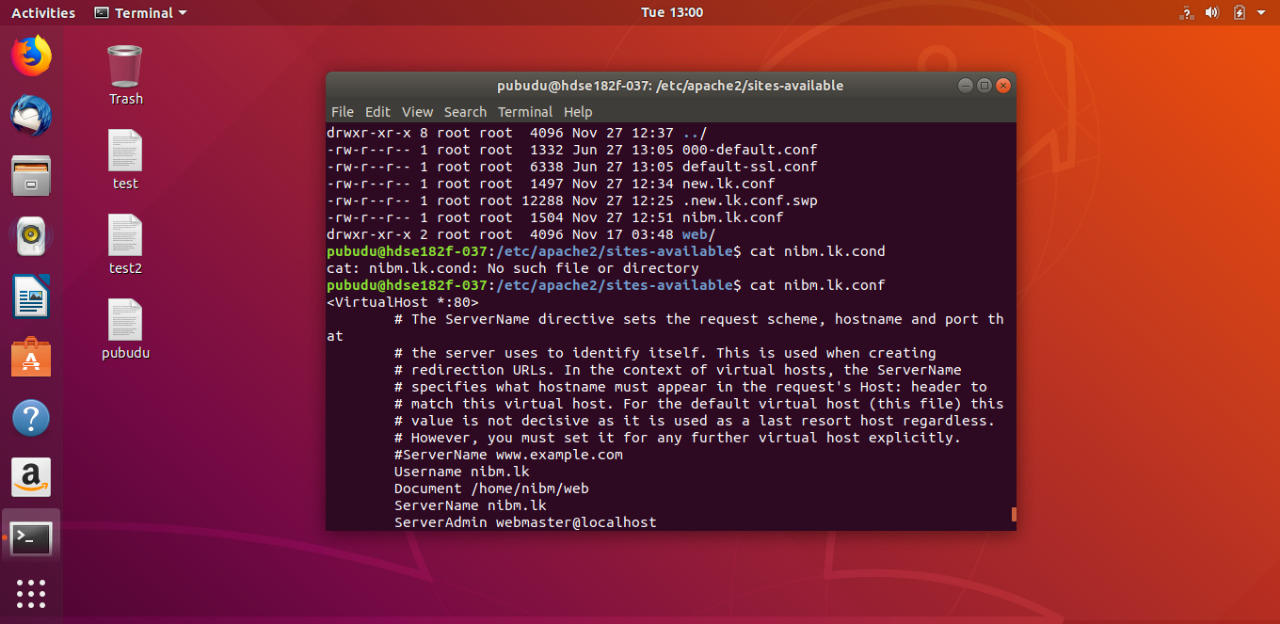 Activities Terminal Tue 13:00
Trash
test
test2
pubudu
pubudu@hdse182f-037: /etc/apache2/sites-available
File Edit View Search Terminal Help
drwxr-xr-x 8 root root  4096 Nov 27 12:37 ../
-rw-r--r-- 1 root root  1332 Jun 27 13:05 000-default.conf
-rw-r--r-- 1 root root  6338 Jun 27 13:05 default-ssl.conf
-rw-r--r-- 1 root root  1497 Nov 27 12:34 new.lk.conf
-rw-r--r-- 1 root root 12288 Nov 27 12:25 .new.lk.conf.swp
-rw-r--r-- 1 root root  1504 Nov 27 12:51 nibm.lk.conf
drwxr-xr-x 2 root root  4096 Nov 17 03:48 web/
pubudu@hdse182f-037:/etc/apache2/sites-available$ cat nibm.lk.cond
cat: nibm.lk.cond: No such file or directory
pubudu@hdse182f-037:/etc/apache2/sites-available$ cat nibm.lk.conf
<VirtualHost *:80>
# The ServerName directive sets the request scheme, hostname and port th
at
# the server uses to identify itself. This is used when creating
# redirection URLs. In the context of virtual hosts, the ServerName
# specifies what hostname must appear in the request's Host: header to
# match this virtual host. For the default virtual host (this file) this
# value is not decisive as it is used as a last resort host regardless.
# However, you must set it for any further virtual host explicitly.
#ServerName www.example.com
Username nibm.lk
Document /home/nibm/web
ServerName nibm.lk
ServerAdmin webmaster@localhost